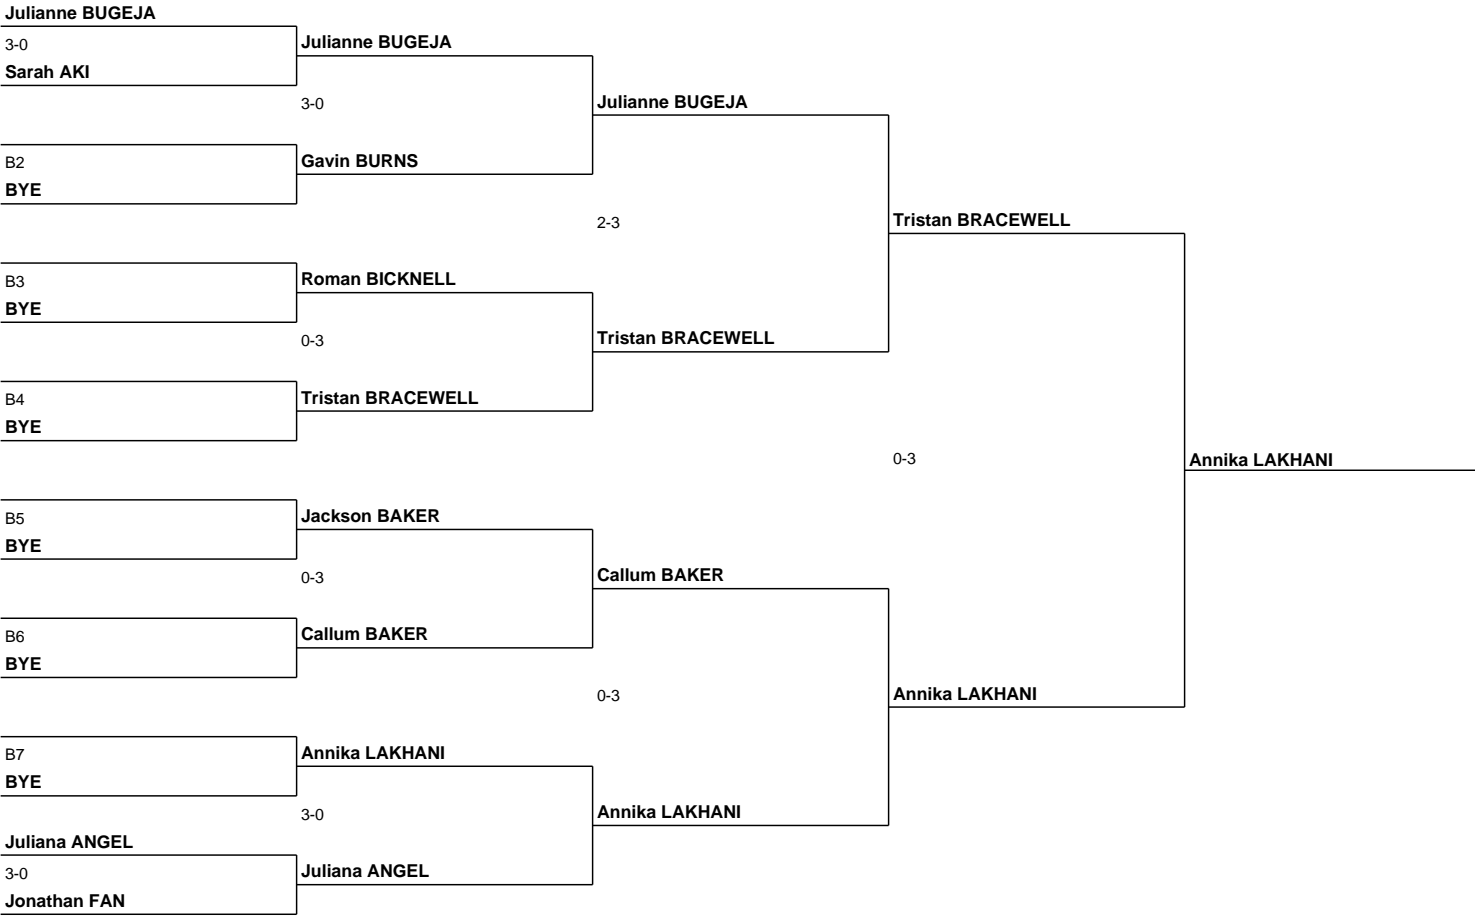 Julianne BUGEJA
3-0
Sarah AKI
B2
BYE
B3
BYE
B4
BYE
B5
BYE
B6
BYE
B7
BYE
Juliana ANGEL
3-0
Jonathan FAN
Julianne BUGEJA
3-0
Gavin BURNS
Roman BICKNELL
0-3
Tristan BRACEWELL
Jackson BAKER
0-3
Callum BAKER
Annika LAKHANI
3-0
Juliana ANGEL
Julianne BUGEJA
2-3
Tristan BRACEWELL
Callum BAKER
0-3
Annika LAKHANI
Tristan BRACEWELL
0-3
Annika LAKHANI
Annika LAKHANI